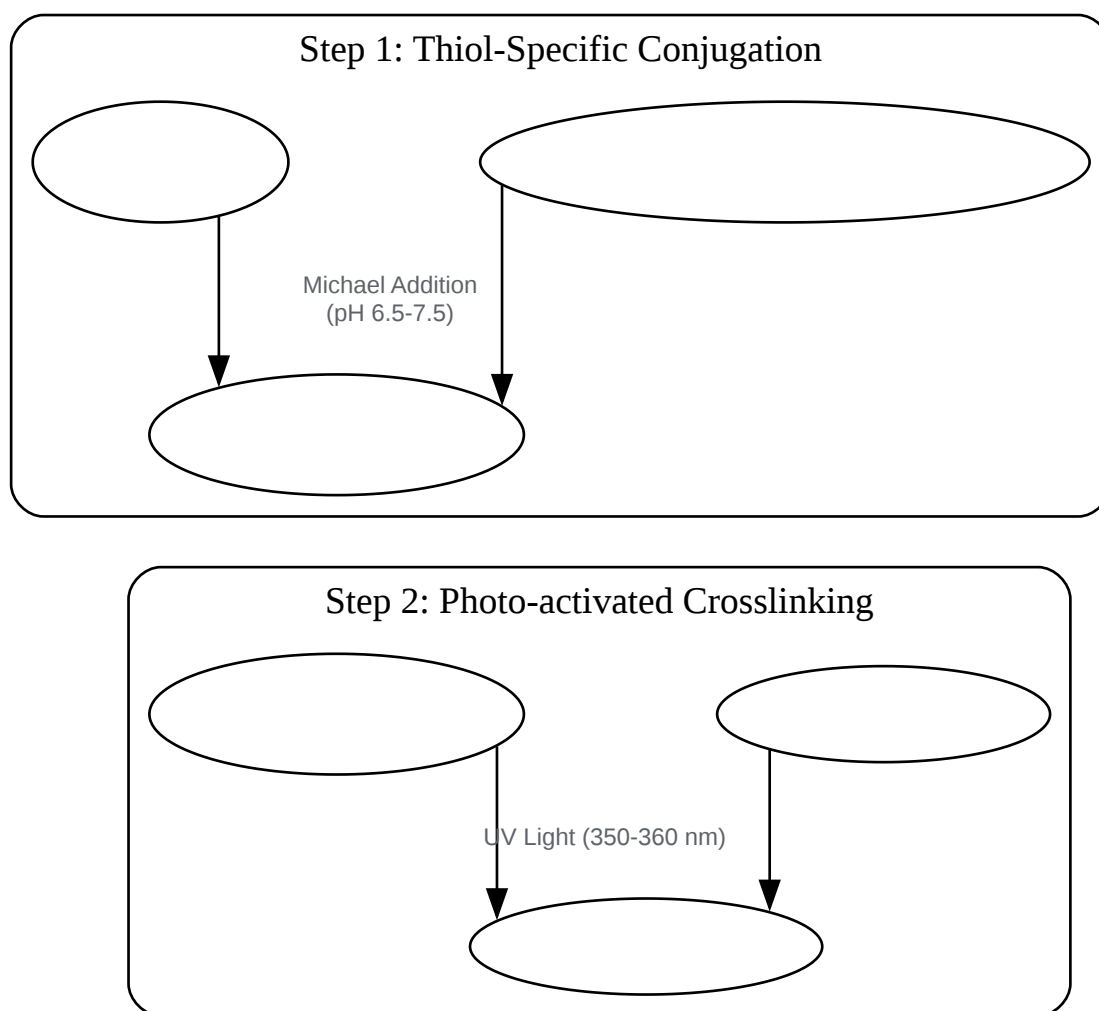 Step 1: Thiol-Specific Conjugation
Michael Addition
(pH 6.5-7.5)
Step 2: Photo-activated Crosslinking
UV Light (350-360 nm)